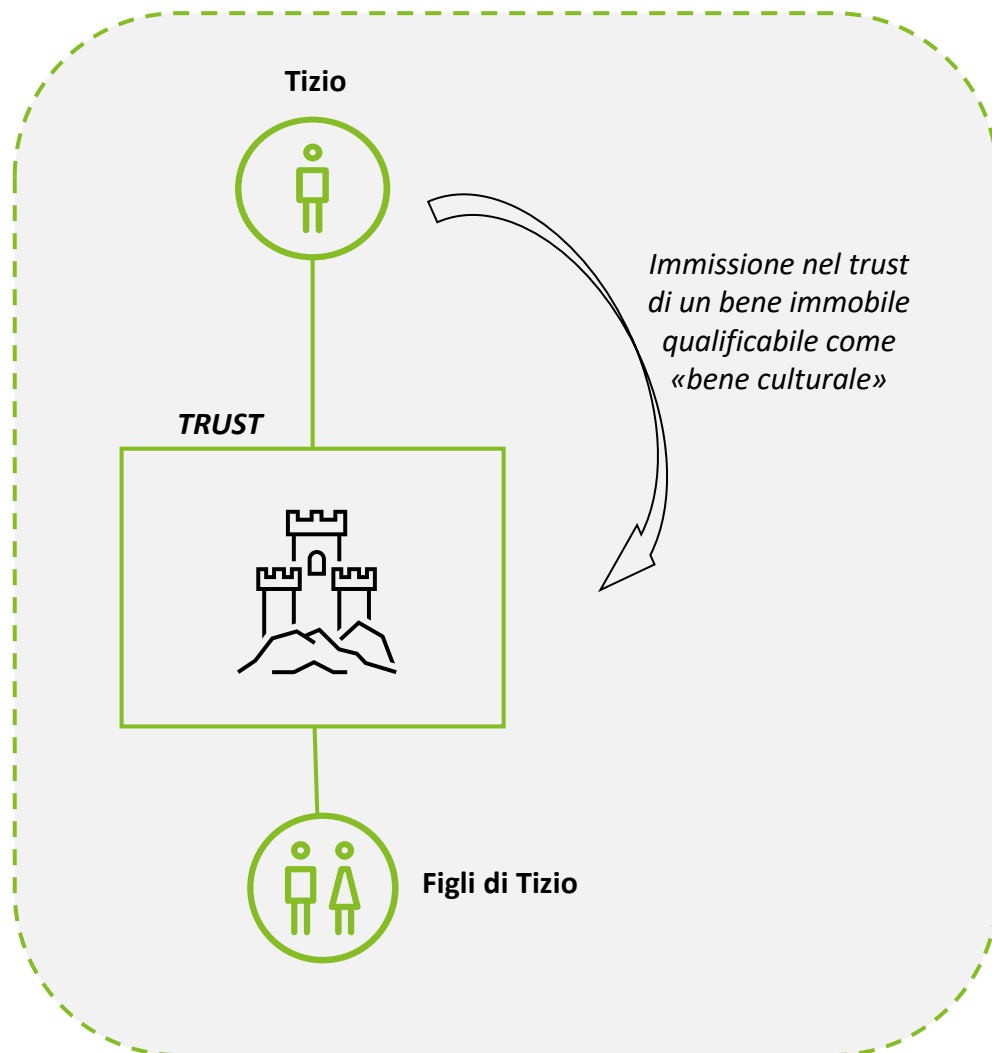 Tizio
Immissione nel trust
di un bene immobile
qualificabile come
«bene culturale»
TRUST
Figli di Tizio